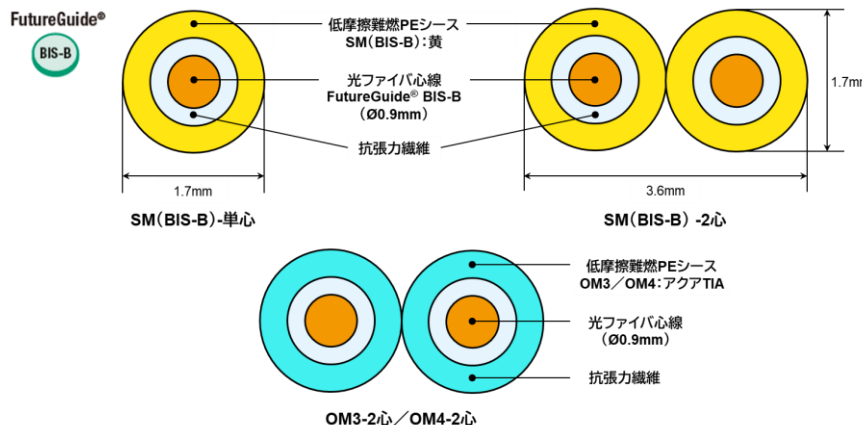 FutureGuide®
BIS-B
低摩擦難燃PEシース
SM(BIS-B):黄
光ファイバ心線
FutureGuide® BIS-B
(Ø0.9mm)
抗張力繊維
1.7mm
1.7mm
3.6mm
SM(BIS-B)-単心
SM(BIS-B) -2心
低摩擦難燃PEシース
OM3/OM4:アクアTIA
光ファイバ心線
(Ø0.9mm)
抗張力繊維
OM3-2心/OM4-2心